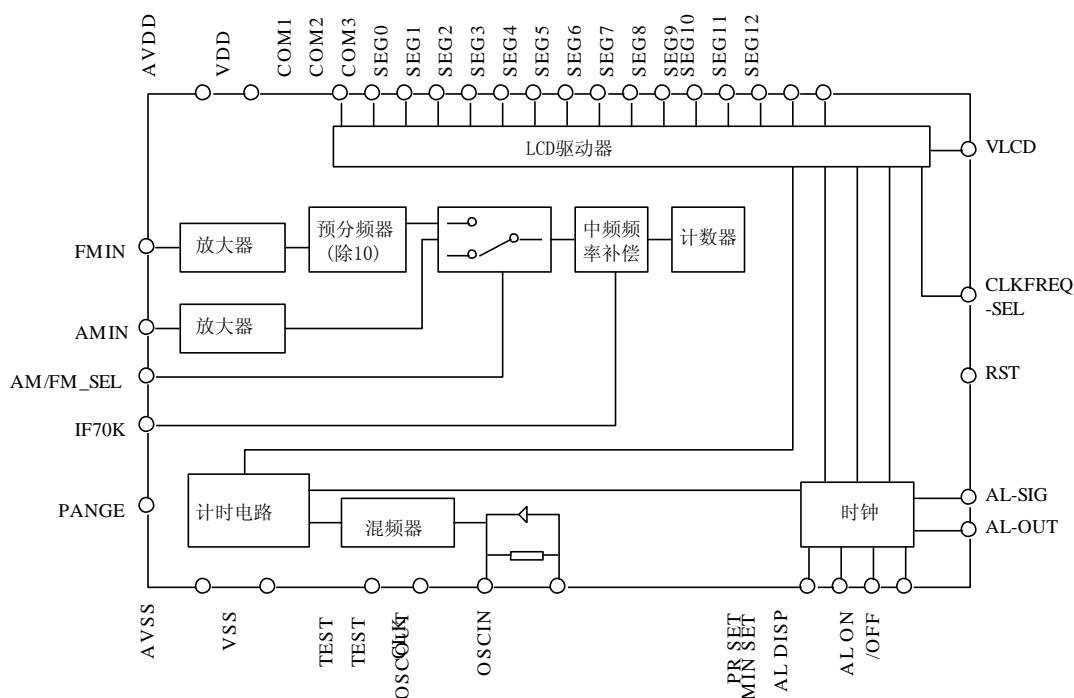 AVDD
VDD
COM1
COM2
COM3
SEG0
SEG1
SEG2
SEG3
SEG4
SEG5
SEG6
SEG7
SEG8
SEG9
SEG10
SEG11
SEG12
LCD驱动器
VLCD
FMIN
放大器
预分频器
(除10)
中频频
率补偿
计数器
CLKFREQ
-SEL
AMIN
放大器
AM/FM_SEL
RST
IF70K
PANGE
计时电路
混频器
时钟
AL-SIG
AL-OUT
AVSS
VSS
TEST
TEST
CLK
OSCOUT
OSCIN
PR SET
MIN SET
AL DISP
AL ON
/OFF